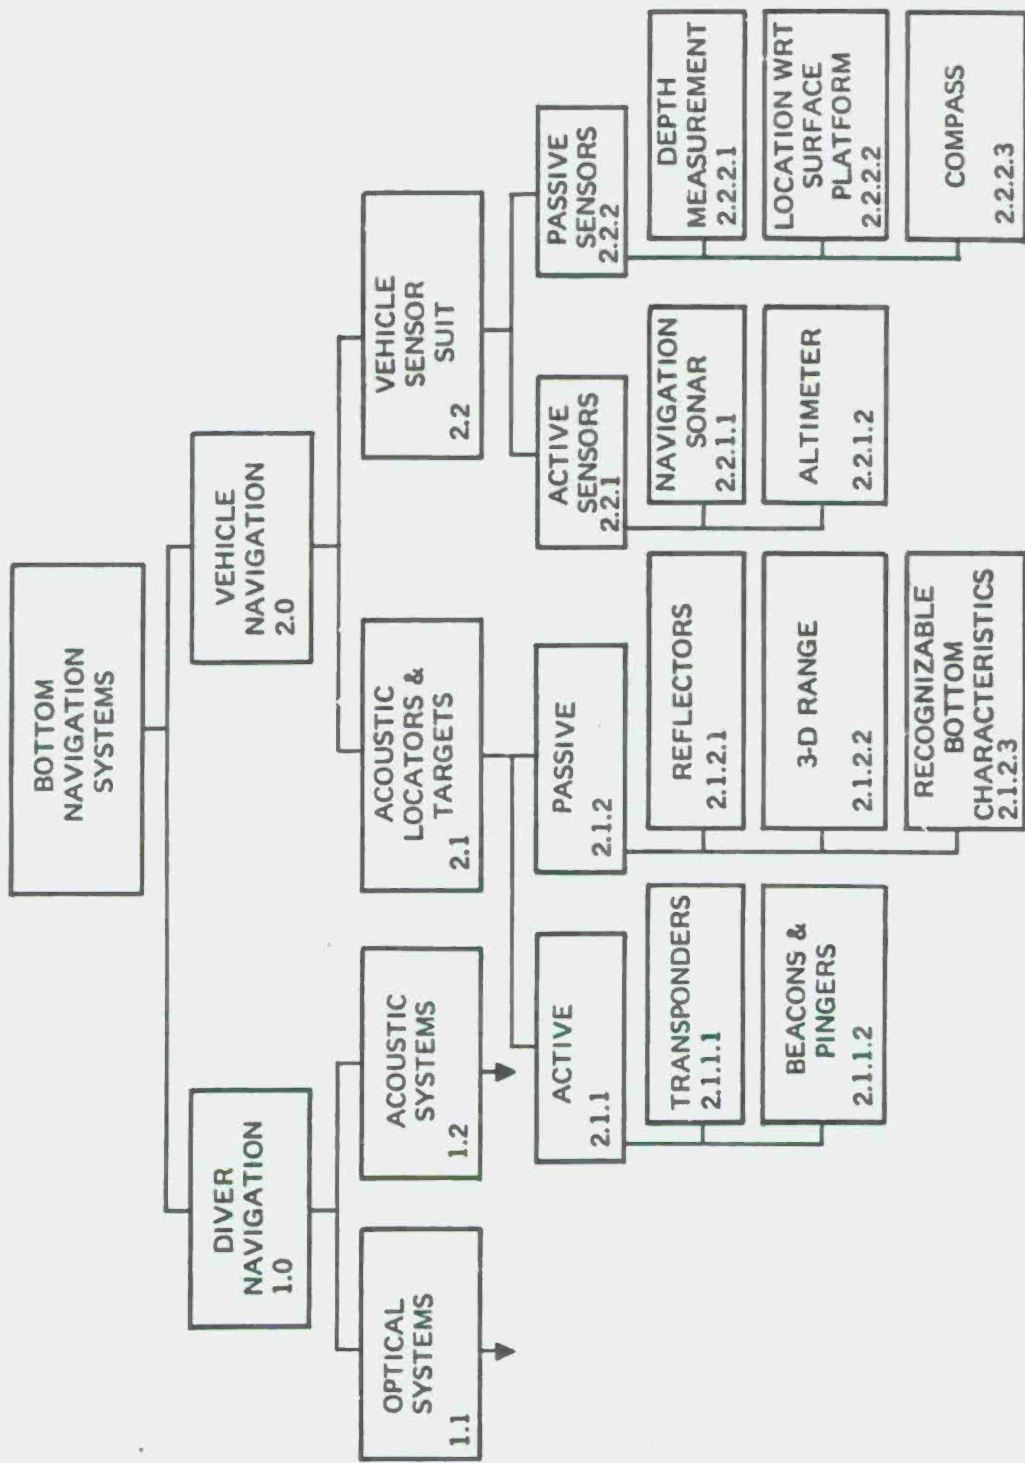 BOTTOM
NAVIGATION
SYSTEMS
DIVER
NAVIGATION
1.0
VEHICLE
NAVIGATION
2.0
OPTICAL
SYSTEMS
1.1
ACOUSTIC
SYSTEMS
1.2
ACOUSTIC
LOCATORS &
TARGETS
2.1
VEHICLE
SENSOR
SUIT
2.2
ACTIVE
2.1.1
TRANSPONDERS
2.1.1.1
BEACONS &
PINGERS
2.1.1.2
PASSIVE
2.1.2
REFLECTORS
2.1.2.1
3-D RANGE
2.1.2.2
RECOGNIZABLE
BOTTOM
CHARACTERISTICS
2.1.2.3
ACTIVE
SENSORS
2.2.1
NAVIGATION
SONAR
2.2.1.1
ALTIMETER
2.2.1.2
PASSIVE
SENSORS
2.2.2
DEPTH
MEASUREMENT
2.2.2.1
LOCATION WRT
SURFACE
PLATFORM
2.2.2.2
COMPASS
2.2.2.3